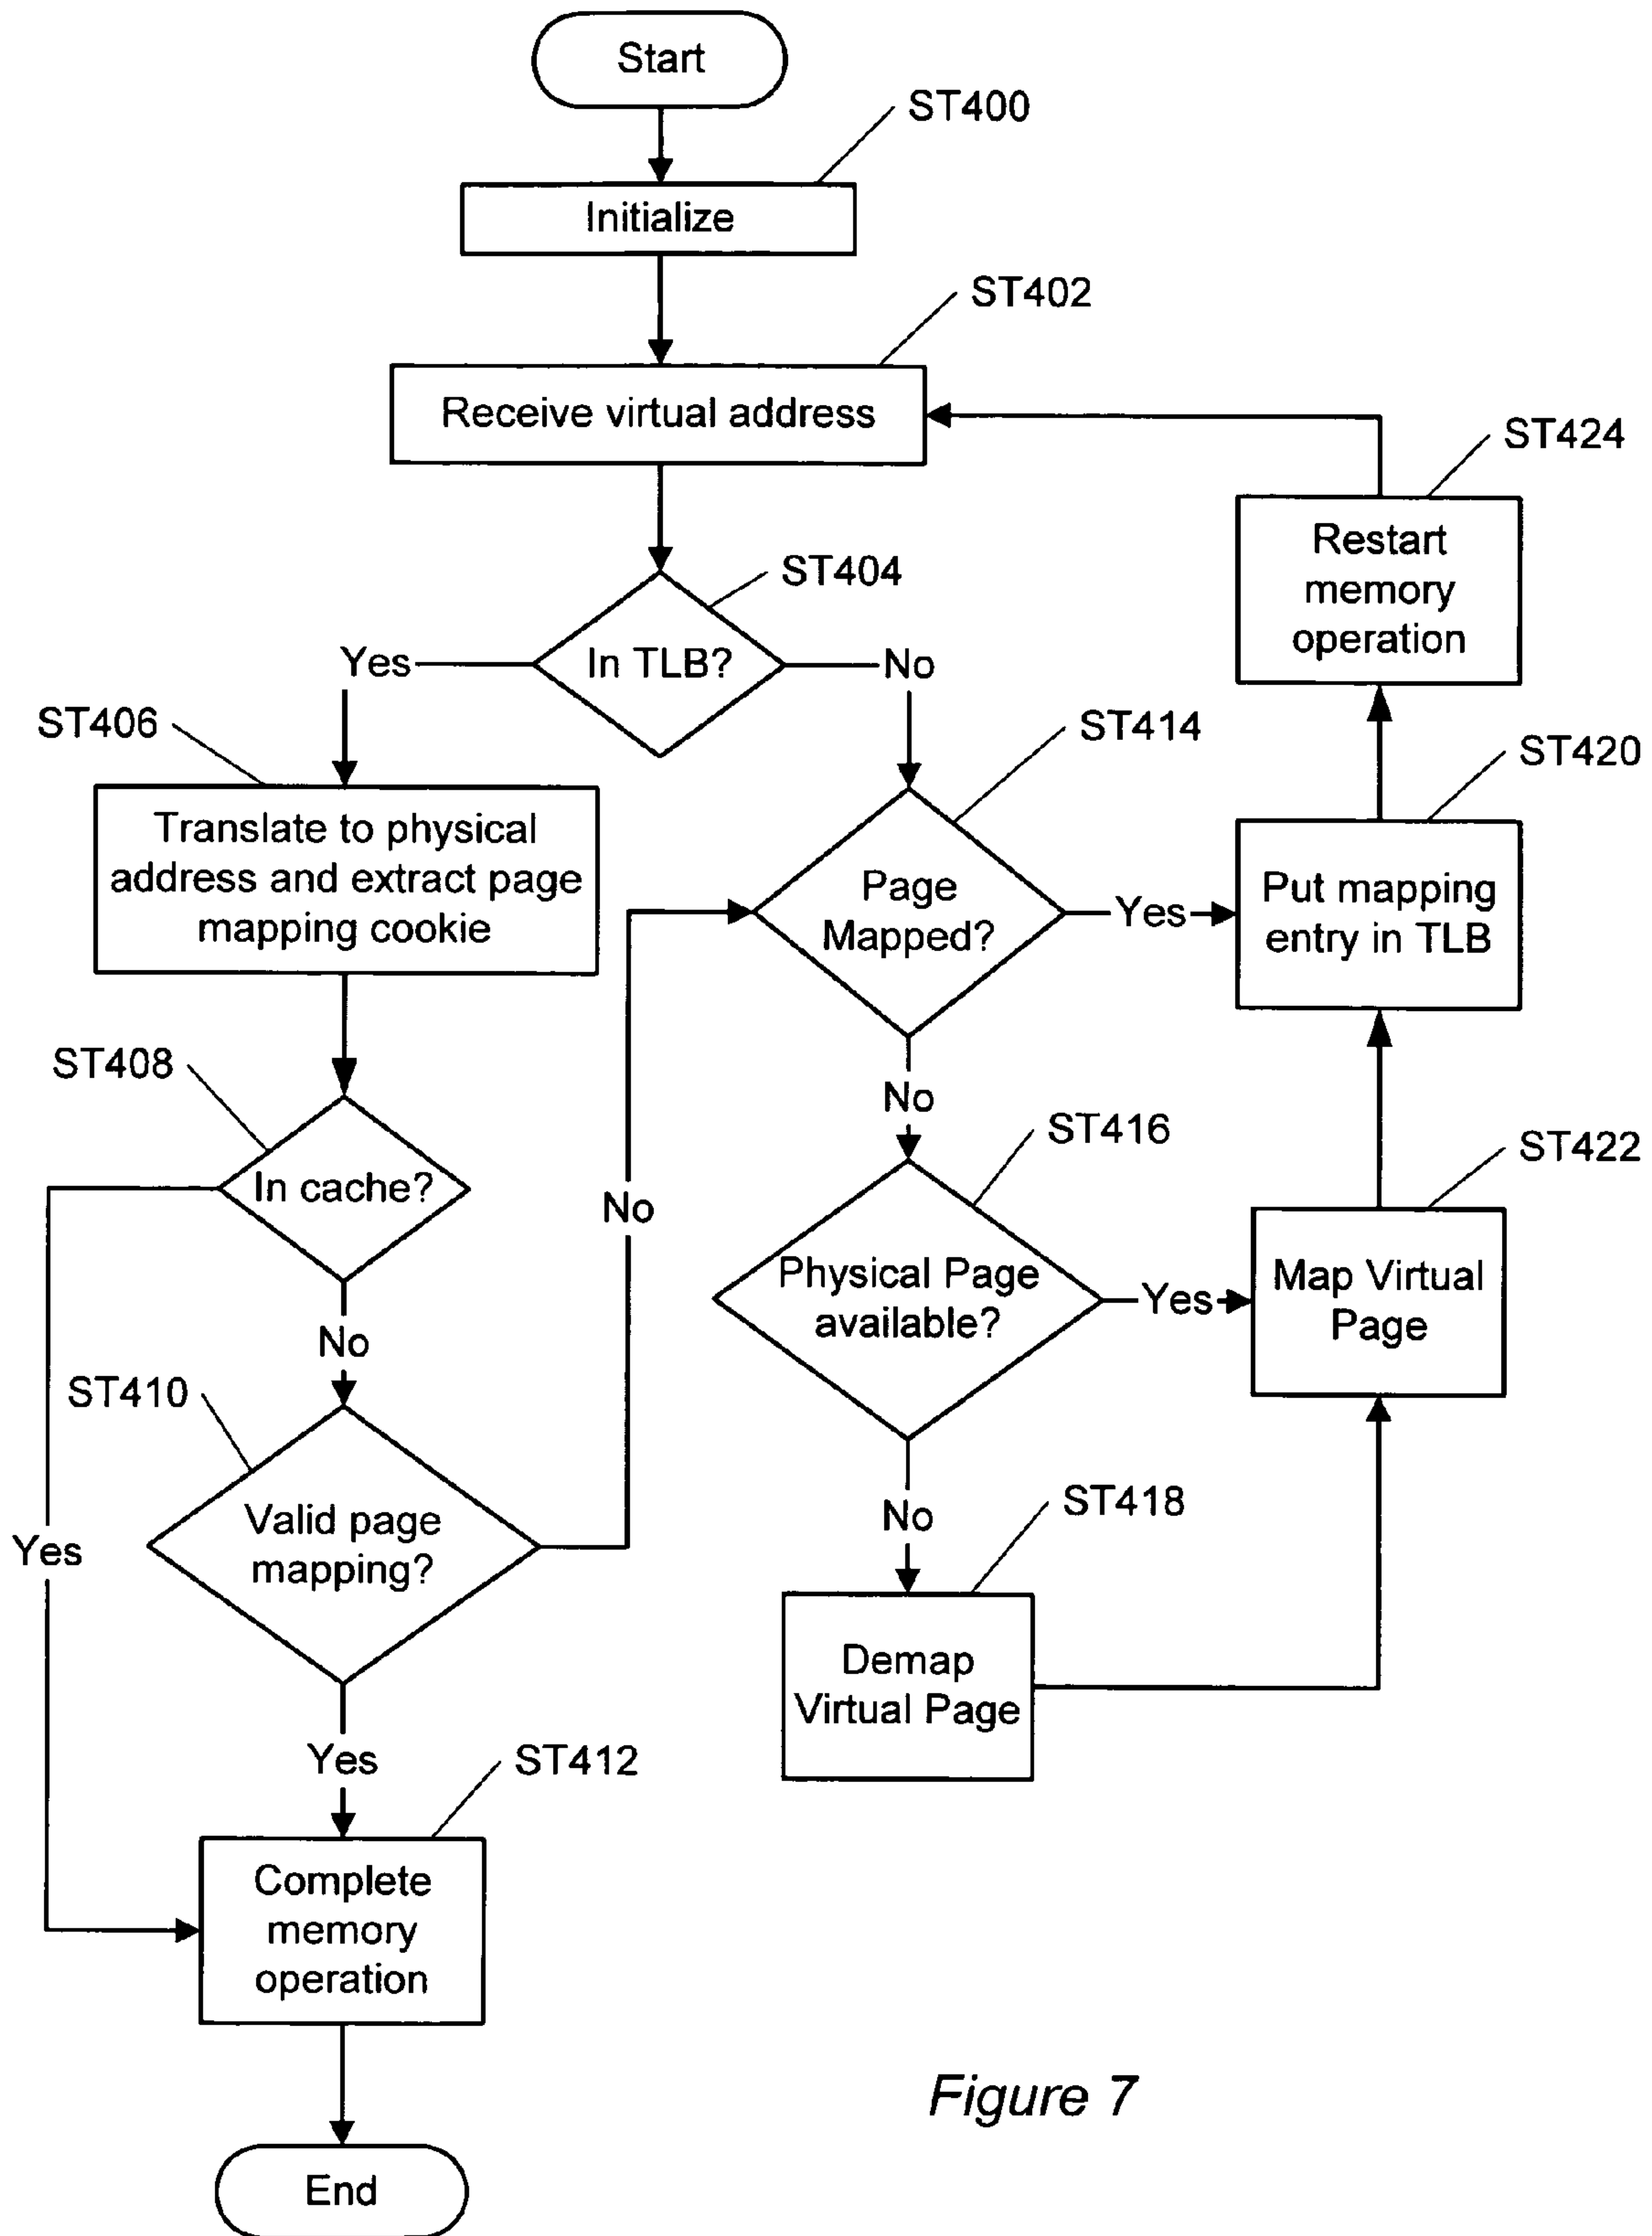 Start
ST400
Initialize
ST402
Receive virtual address
ST424
Restart
memory
operation
ST404
In TLB?
Yes
No
ST406
Translate to physical
address and extract page
mapping cookie
ST414
Page
Mapped?
Yes
ST420
Put mapping
entry in TLB
ST408
In cache?
No
Yes
No
No
ST416
Physical Page
available?
Yes
ST422
Map Virtual
Page
ST410
Valid page
mapping?
Yes
No
ST418
Demap
Virtual Page
ST412
Complete
memory
operation
End
Figure 7